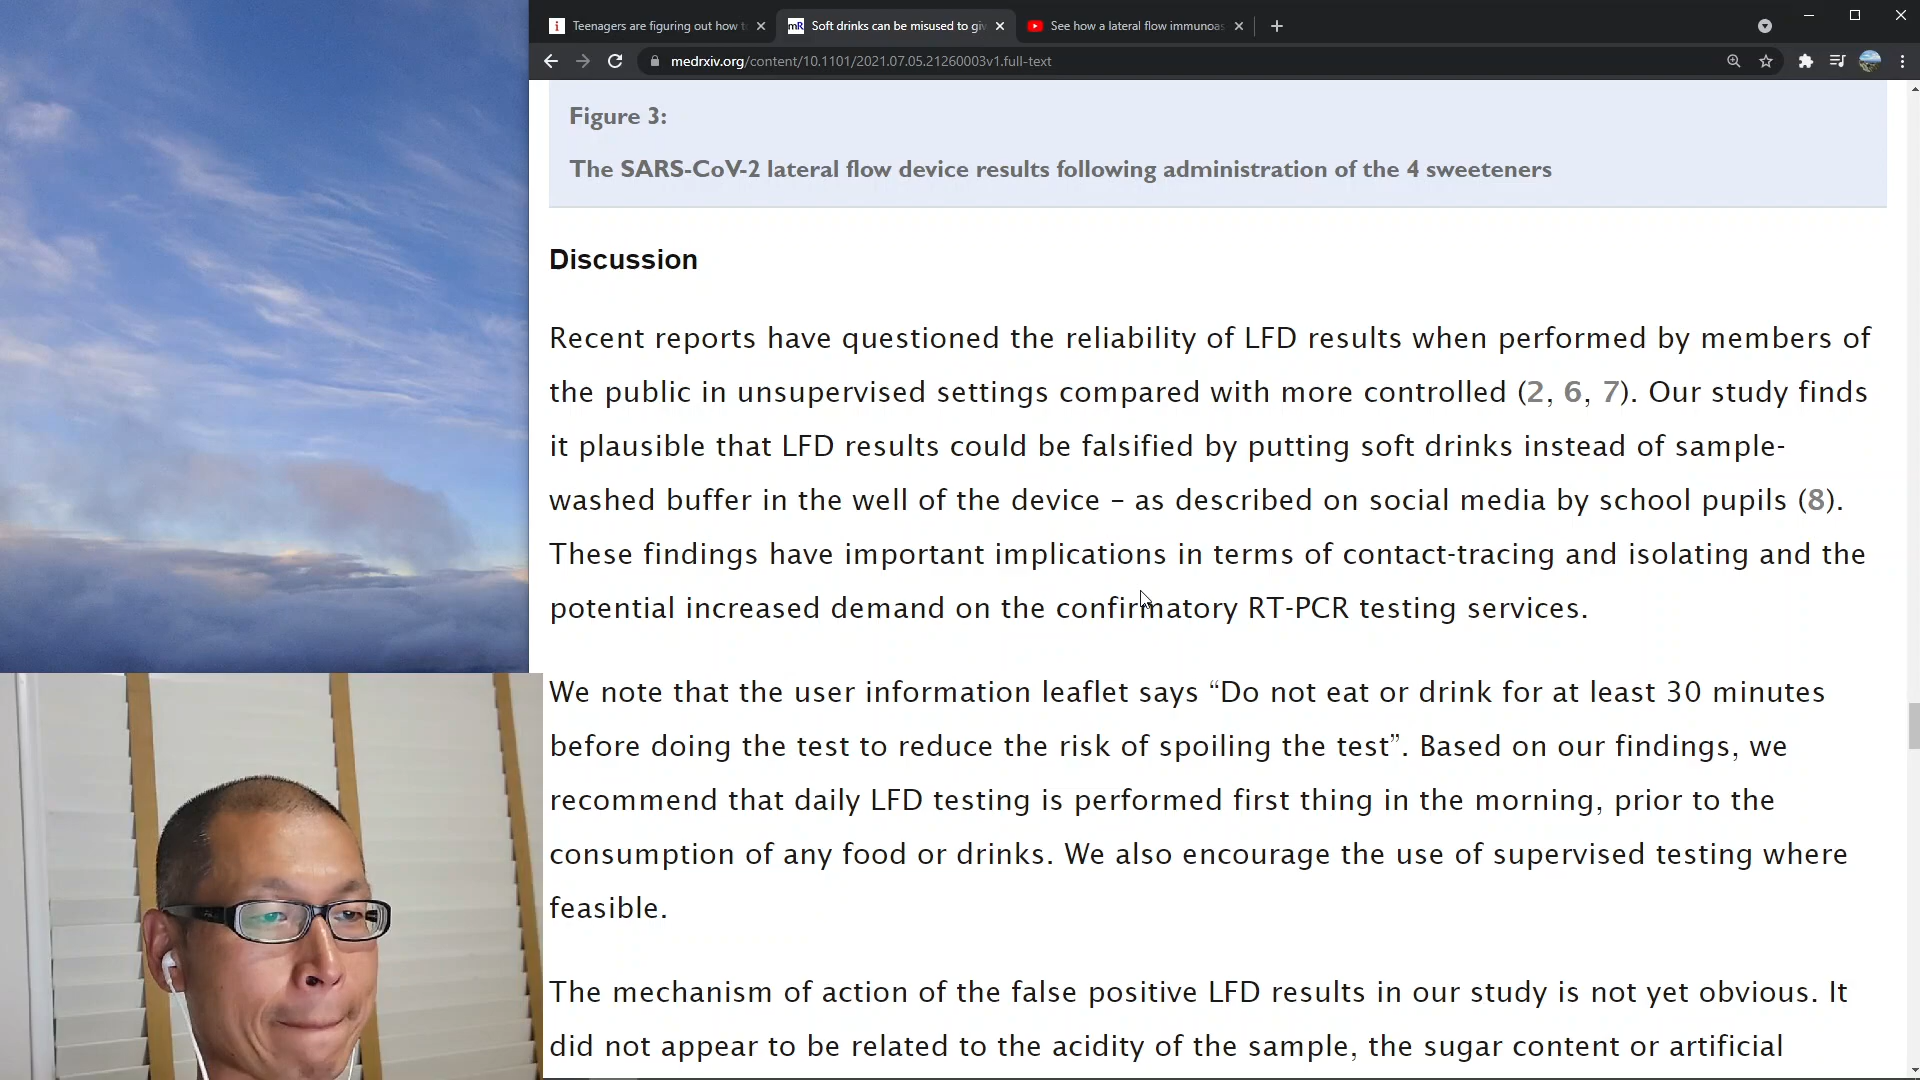 i Teenagers are figuring out how to
mR Soft drinks can be misused to giv
See how a lateral flow immunoas
medrxiv.org/content/10.1101/2021.07.05.21260003v1.full-text
Figure 3:
The SARS-CoV-2 lateral flow device results following administration of the 4 sweeteners
Discussion
Recent reports have questioned the reliability of LFD results when performed by members of
the public in unsupervised settings compared with more controlled (2, 6, 7). Our study finds
it plausible that LFD results could be falsified by putting soft drinks instead of sample-
washed buffer in the well of the device – as described on social media by school pupils (8).
These findings have important implications in terms of contact-tracing and isolating and the
potential increased demand on the confirmatory RT-PCR testing services.
We note that the user information leaflet says “Do not eat or drink for at least 30 minutes
before doing the test to reduce the risk of spoiling the test”. Based on our findings, we
recommend that daily LFD testing is performed first thing in the morning, prior to the
consumption of any food or drinks. We also encourage the use of supervised testing where
feasible.
The mechanism of action of the false positive LFD results in our study is not yet obvious. It
did not appear to be related to the acidity of the sample, the sugar content or artificial